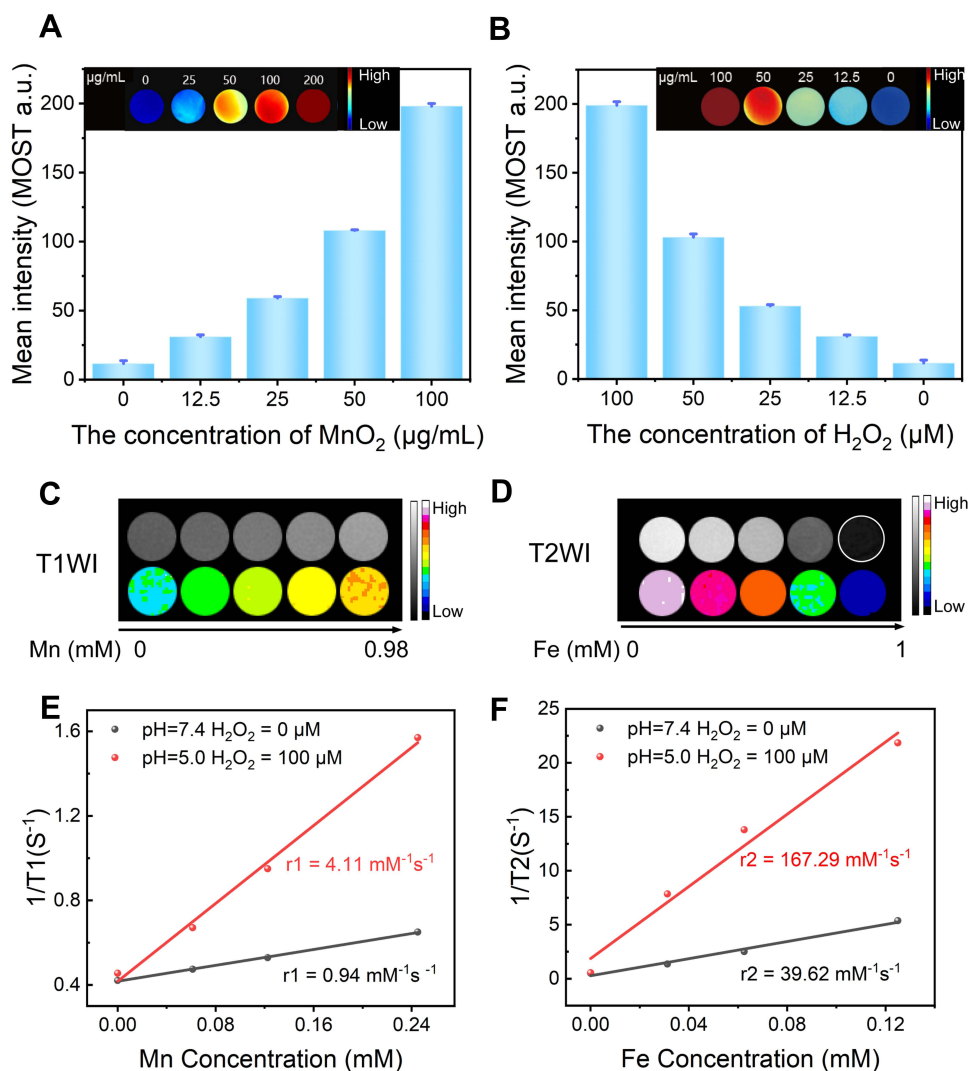 A
µg/mL 0 25 50 100 200
High
Low
200
150
100
50
0
Mean intensity (MOST a.u.)
0 12.5 25 50 100
The concentration of MnO₂ (µg/mL)
B
µg/mL 100 50 25 12.5 0
High
Low
200
150
100
50
0
Mean intensity (MOST a.u.)
100 50 25 12.5 0
The concentration of H₂O₂ (µM)
C
T1WI
High
Low
Mn (mM) 0 0.98
D
T2WI
High
Low
Fe (mM) 0 1
E
pH=7.4 H₂O₂ = 0 µM
pH=5.0 H₂O₂ = 100 µM
1.6
1.2
0.8
0.4
1/T1(S⁻¹)
r1 = 4.11 mM⁻¹s⁻¹
r1 = 0.94 mM⁻¹s⁻¹
0.00 0.08 0.16 0.24
Mn Concentration (mM)
F
pH=7.4 H₂O₂ = 0 µM
pH=5.0 H₂O₂ = 100 µM
25
20
15
10
5
0
1/T2(S⁻¹)
r2 = 167.29 mM⁻¹s⁻¹
r2 = 39.62 mM⁻¹s⁻¹
0.00 0.04 0.08 0.12
Fe Concentration (mM)